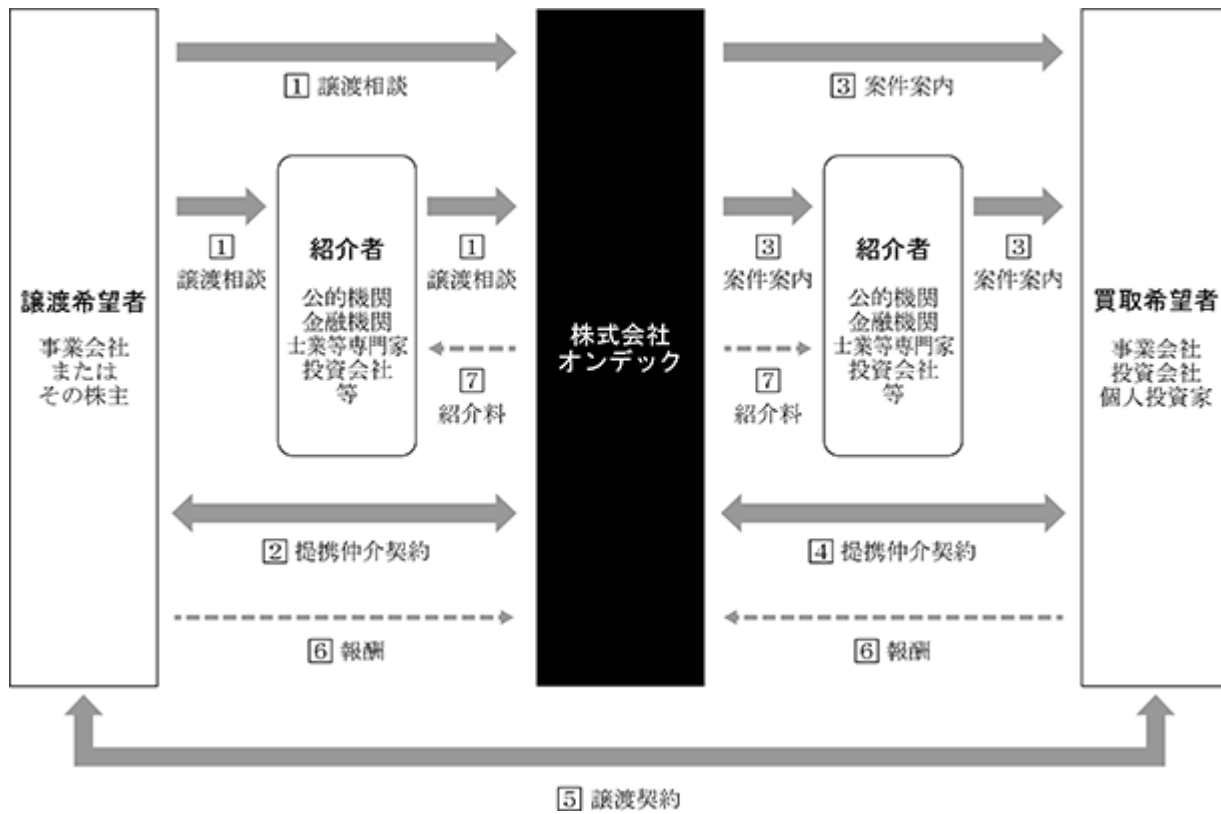 1 譲渡相談
3 案件案内
1
譲渡相談
紹介者
公的機関
金融機関
士業等専門家
投資会社
等
1
譲渡相談
7
紹介料
3
案件案内
7
紹介料
紹介者
公的機関
金融機関
士業等専門家
投資会社
等
3
案件案内
譲渡希望者
事業会社
または
その株主
株式会社
オンデック
買取希望者
事業会社
投資会社
個人投資家
2 提携仲介契約
4 提携仲介契約
6 報酬
6 報酬
5 譲渡契約